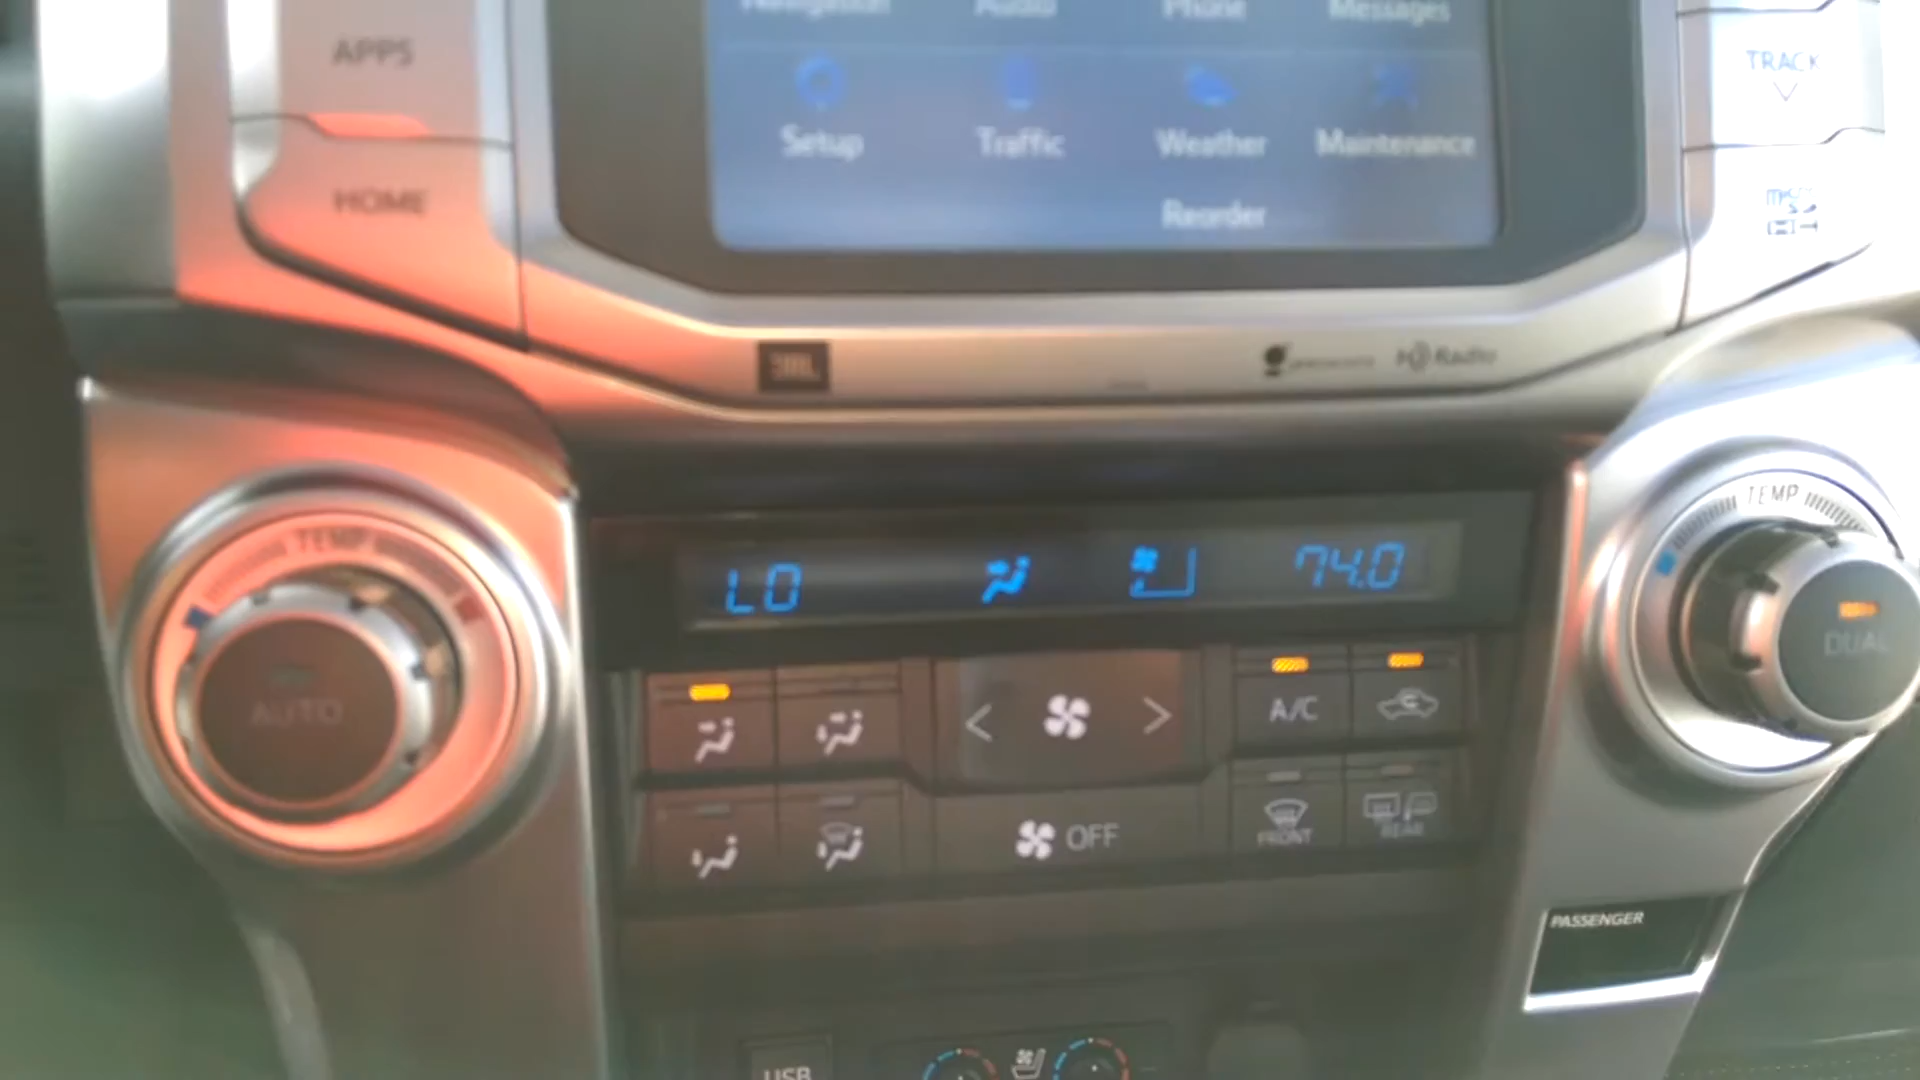 Navigation Audio Phone Messages
APPS
TRACK
Setup Traffic Weather Maintenance
HOME
Reorder
JBL
HD Radio
TEMP
TEMP
LO 74.0
AUTO
A/C
DUAL
OFF
FRONT
REAR
PASSENGER
USB